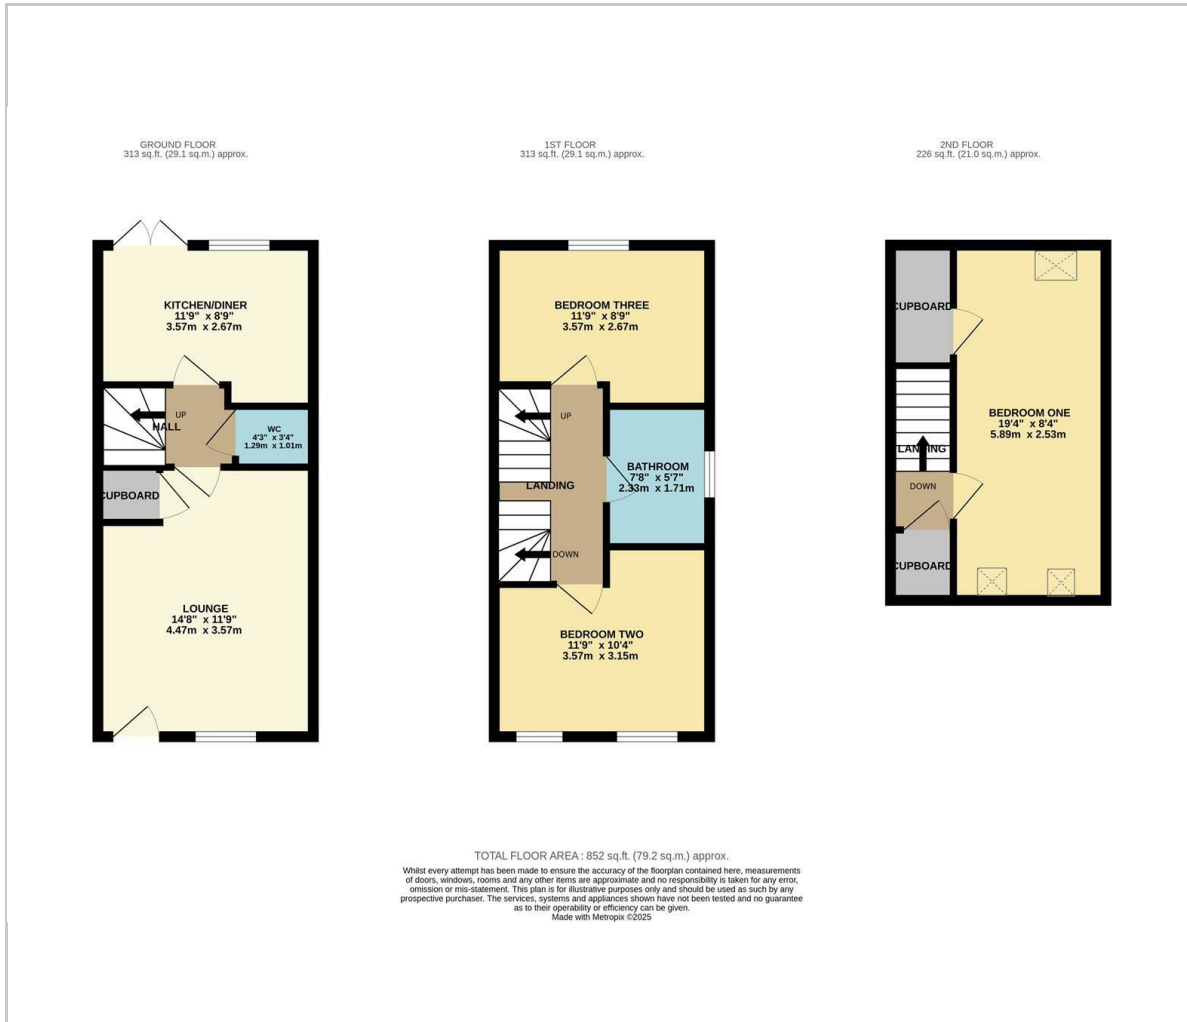 GROUND FLOOR
313 sq.ft. (29.1 sq.m.) approx.
KITCHEN/DINER
11'9" x 8'9"
3.57m x 2.67m
UP
HALL
WC
4'3" x 3'4"
1.29m x 1.01m
CUPBOARD
LOUNGE
14'8" x 11'9"
4.47m x 3.57m
1ST FLOOR
313 sq.ft. (29.1 sq.m.) approx.
BEDROOM THREE
11'9" x 8'9"
3.57m x 2.67m
UP
BATHROOM
7'8" x 5'7"
2.33m x 1.71m
LANDING
DOWN
BEDROOM TWO
11'9" x 10'4"
3.57m x 3.15m
2ND FLOOR
226 sq.ft. (21.0 sq.m.) approx.
CUPBOARD
BEDROOM ONE
19'4" x 8'4"
5.89m x 2.53m
LANDING
DOWN
CUPBOARD
TOTAL FLOOR AREA : 852 sq.ft. (79.2 sq.m.) approx.
Whilst every attempt has been made to ensure the accuracy of the floorplan contained here, measurements
of doors, windows, rooms and any other items are approximate and no responsibility is taken for any error,
omission or mis-statement. This plan is for illustrative purposes only and should be used as such by any
prospective purchaser. The services, systems and appliances shown have not been tested and no guarantee
as to their operability or efficiency can be given.
Made with Metropix ©2025